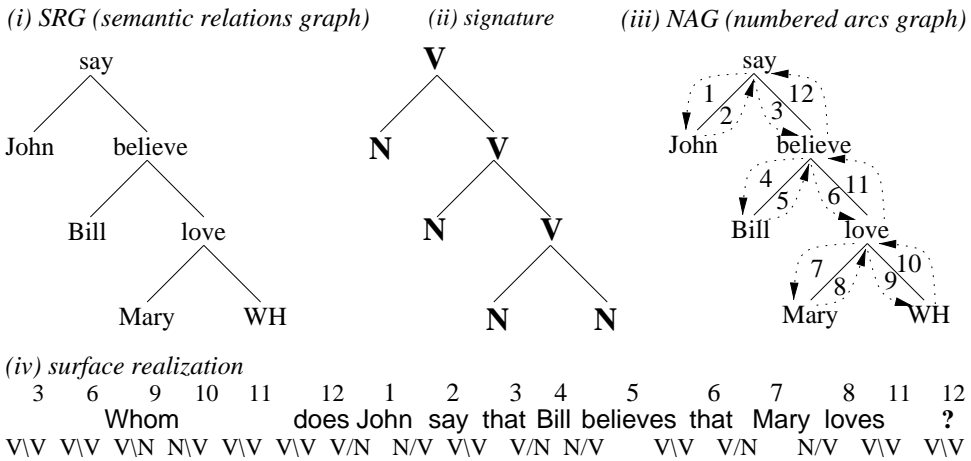 (i) SRG (semantic relations graph) (ii) signature (iii) NAG (numbered arcs graph)
say V say
1 12
2 3
John believe N V John believe
4 11
5 6
Bill love N V Bill love
7 10
8 9
Mary WH N N Mary WH
(iv) surface realization
3 6 9 10 11 12 1 2 3 4 5 6 7 8 11 12
Whom does John say that Bill believes that Mary loves ?
V\V V\V V\N N\V V\V V\V V/N N/V V\V V/N N/V V\V V/N N/V V\V V\V